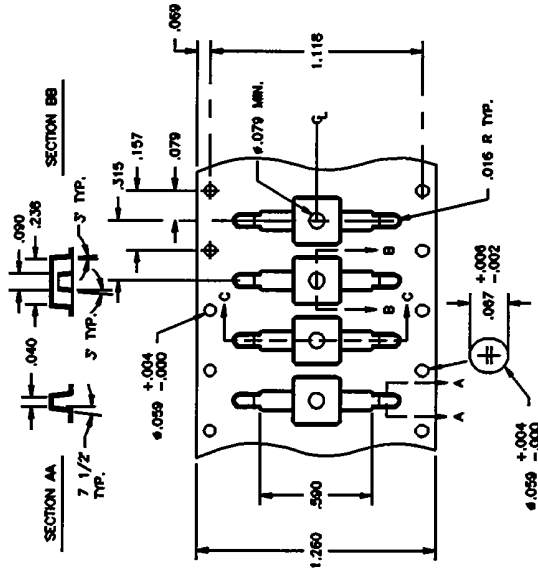 SECTION AA
7 1/2°
TYP.
.040
3° TYP.
.090
.236
3° TYP.
SECTION BB
.315
.157
.079
.069
1.118
ø.079 MIN.
C
L
.016 R TYP.
ø.059 +.004
-.000
C
C
B
B
A
A
.590
1.260
.067 +.006
-.002
ø.059 +.004
-.000